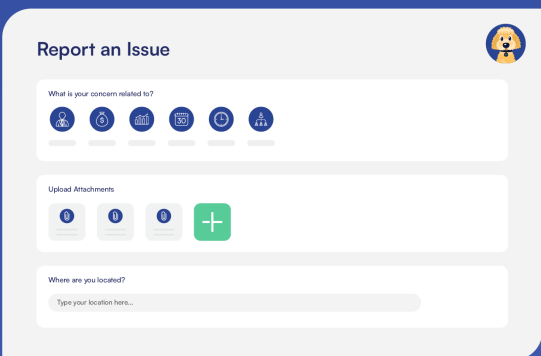 Report an Issue
What is your concern related to?
$
30
Upload Attachments
Where are you located?
Type your location here...